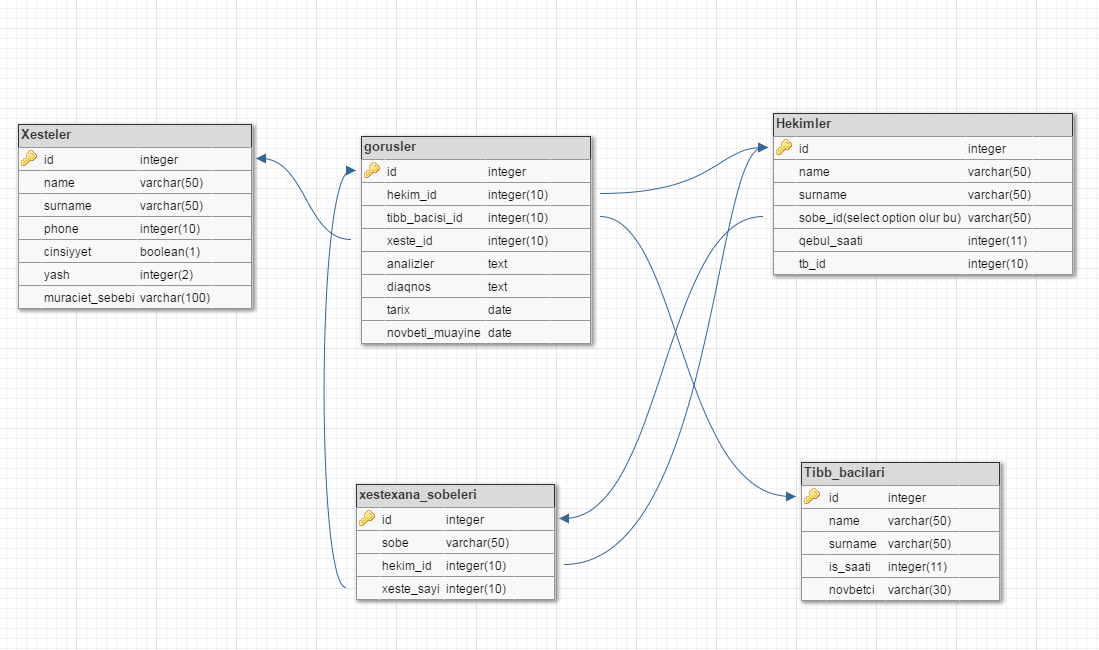 Xesteler
id integer
name varchar(50)
surname varchar(50)
phone integer(10)
cinsiyyet boolean(1)
yash integer(2)
muraciet_sebebi varchar(100)
gorusler
id integer
hekim_id integer(10)
tibb_bacisi_id integer(10)
xeste_id integer(10)
analizler text
diaqnos text
tarix date
novbeti_muayine date
Hekimler
id integer
name varchar(50)
surname varchar(50)
sobe_id(select option olur bu) varchar(50)
qebul_saati integer(11)
tb_id integer(10)
xestexana_sobeleri
id integer
sobe varchar(50)
hekim_id integer(10)
xeste_sayi integer(10)
Tibb_bacilari
id integer
name varchar(50)
surname varchar(50)
is_saati integer(11)
novbetci varchar(30)